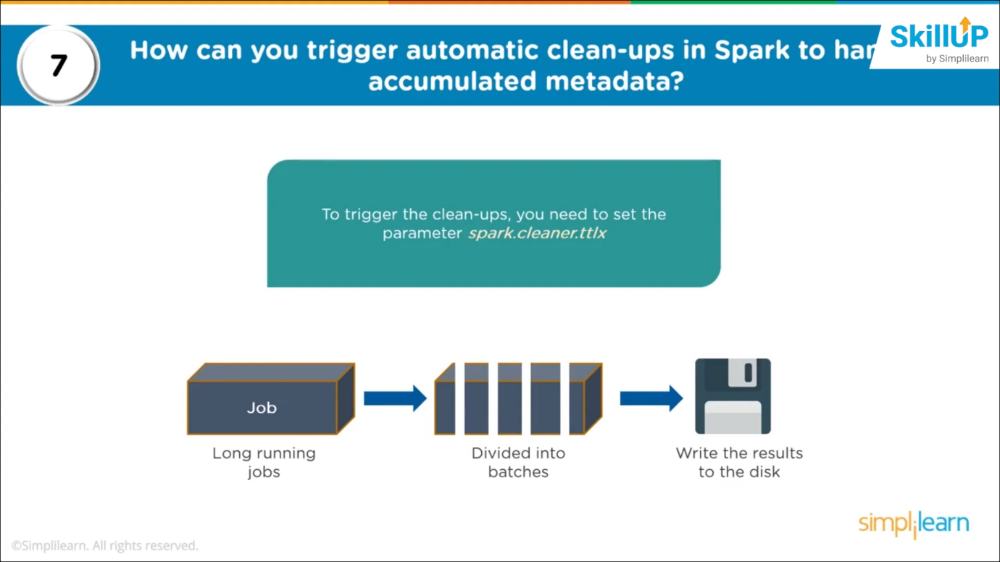 7
How can you trigger automatic clean-ups in Spark to
accumulated metadata?
SkillUP
by Simplilearn
To trigger the clean-ups, you need to set the
parameter spark.cleaner.ttlx
Job
Long running
jobs
Divided into
batches
Write the results
to the disk
simplilearn
©Simplilearn. All rights reserved.